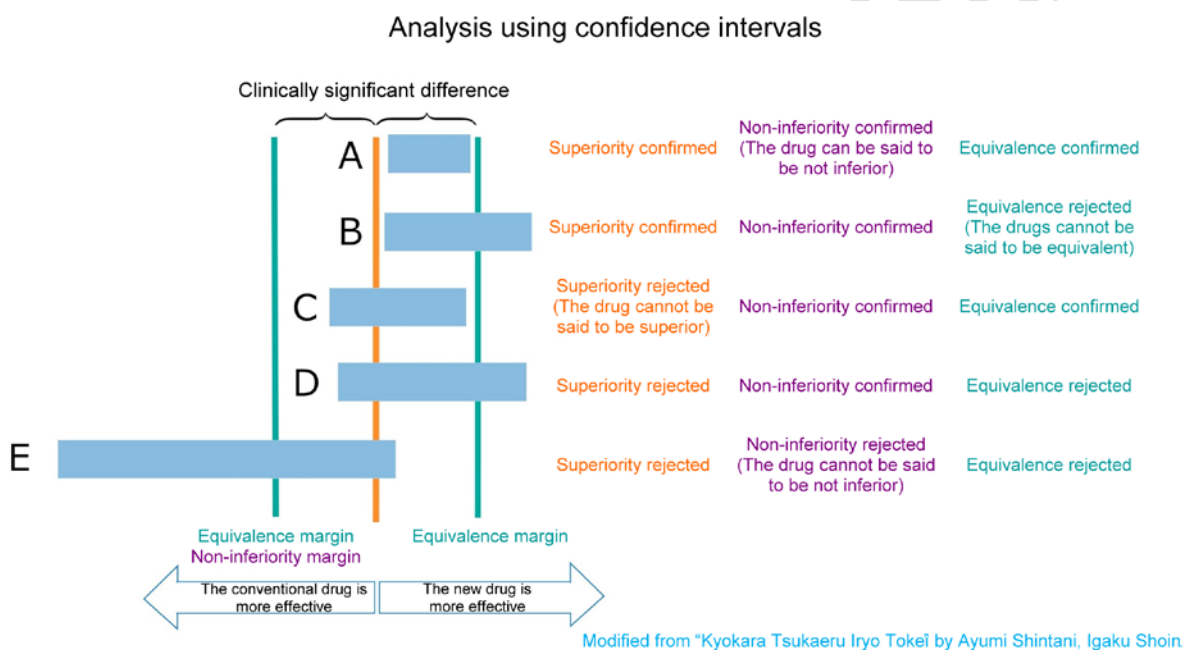 Analysis using confidence intervals
Clinically significant difference
A
Superiority confirmed
Non-inferiority confirmed
(The drug can be said to
be not inferior)
Equivalence confirmed
B
Superiority confirmed
Non-inferiority confirmed
Equivalence rejected
(The drugs cannot be
said to be equivalent)
C
Superiority rejected
(The drug cannot be
said to be superior)
Non-inferiority confirmed
Equivalence confirmed
D
Superiority rejected
Non-inferiority confirmed
Equivalence rejected
E
Superiority rejected
Non-inferiority rejected
(The drug cannot be said
to be not inferior)
Equivalence rejected
Equivalence margin
Non-inferiority margin
Equivalence margin
The conventional drug is
more effective
The new drug is
more effective
Modified from “Kyokara Tsukaeru Iryo Tokeî by Ayumi Shintani, Igaku Shoin.